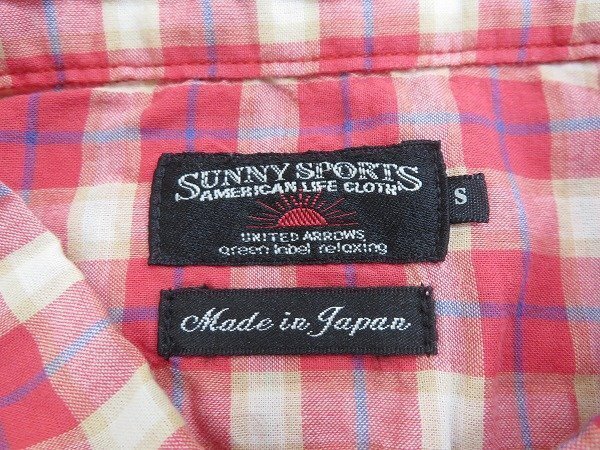 SUNNY SPORTS
AMERICAN LIFE CLOTH
S
UNITED ARROWS
green label relaxing
Made in Japan